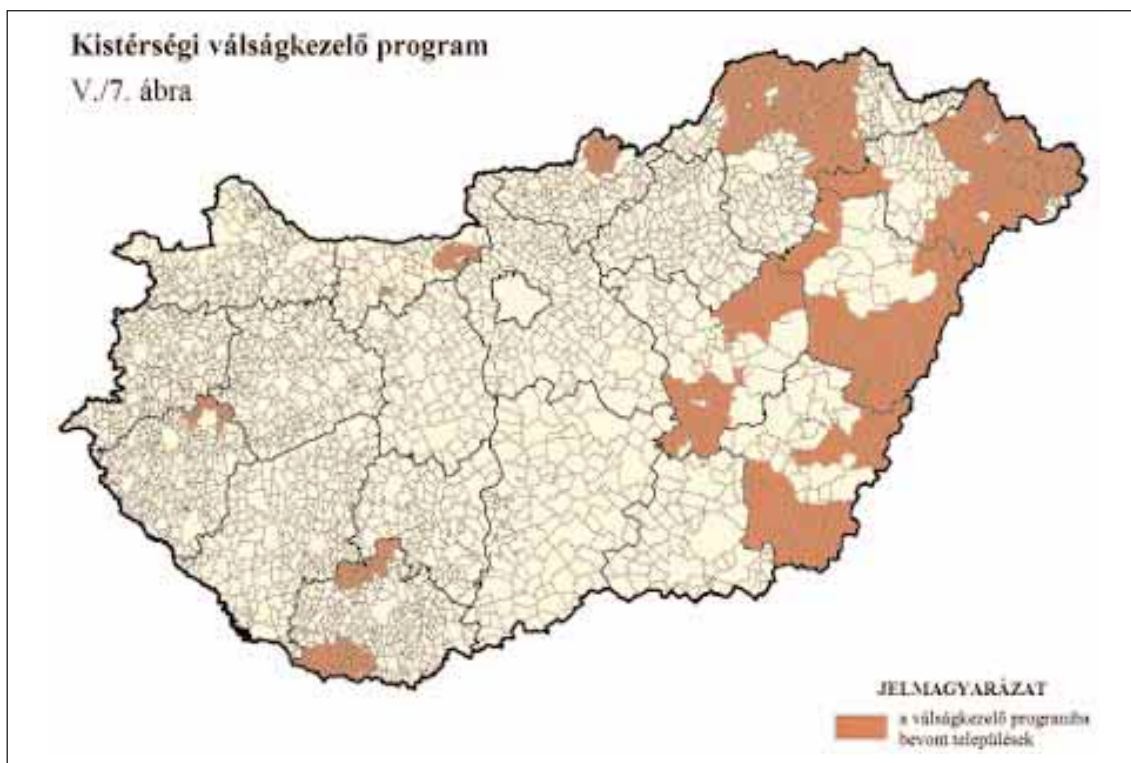 Kistérségi válságkezelő program
V./7. ábra
JELMAGYARÁZAT
a válságkezelő programba
bevont települések